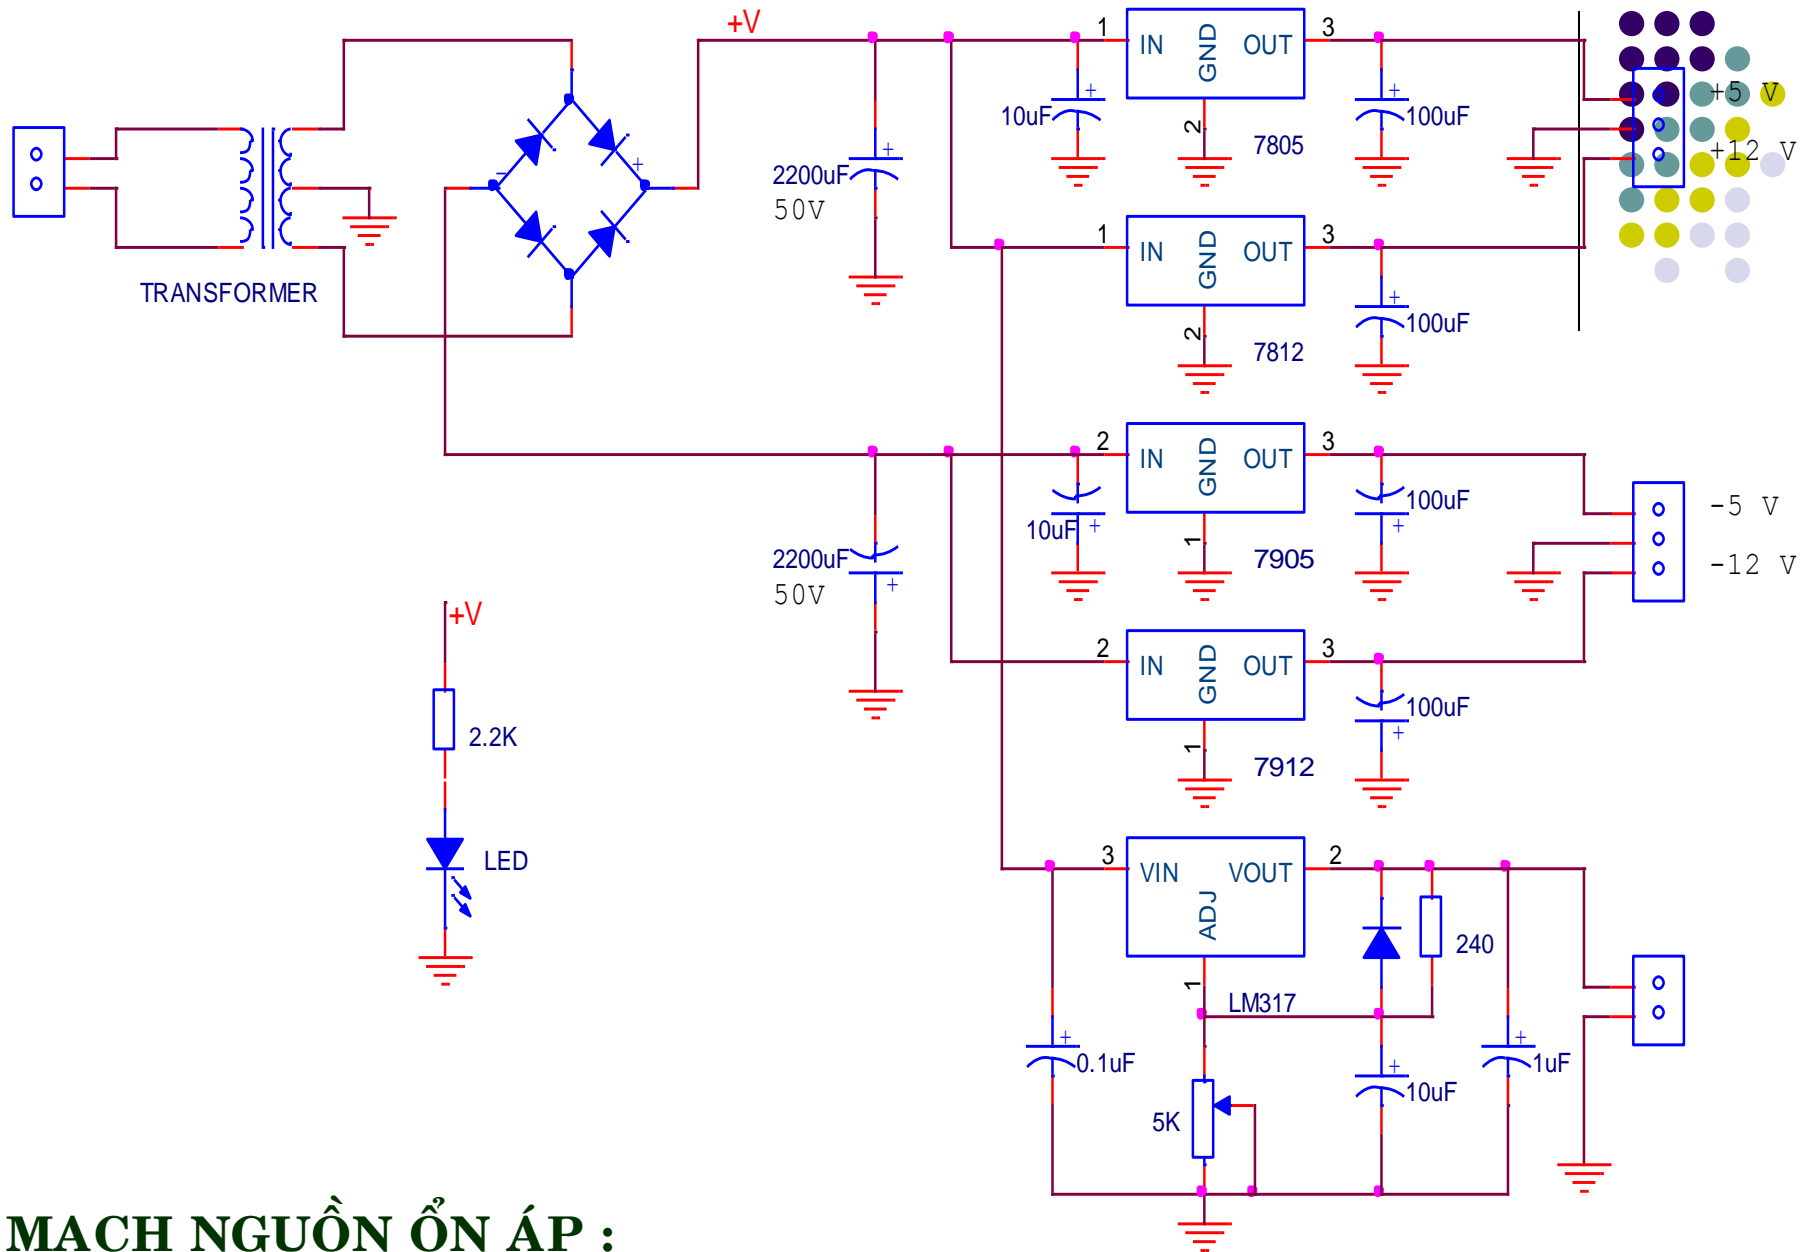 +V
1
IN
GND
OUT
3
2
7805
10uF
+
100uF
+
+5 V
+12 V
-
+
2200uF
+
50V
TRANSFORMER
1
IN
GND
OUT
3
2
7812
+
100uF
2
IN
GND
OUT
3
1
7905
10uF
+
100uF
+
-5 V
-12 V
2200uF
+
50V
2
IN
GND
OUT
3
1
7912
100uF
+
+V
2.2K
LED
3
VIN
VOUT
ADJ
2
1
LM317
240
+
0.1uF
5K
+
10uF
+
1uF
MACH NGUỒN ỔN ÁP :